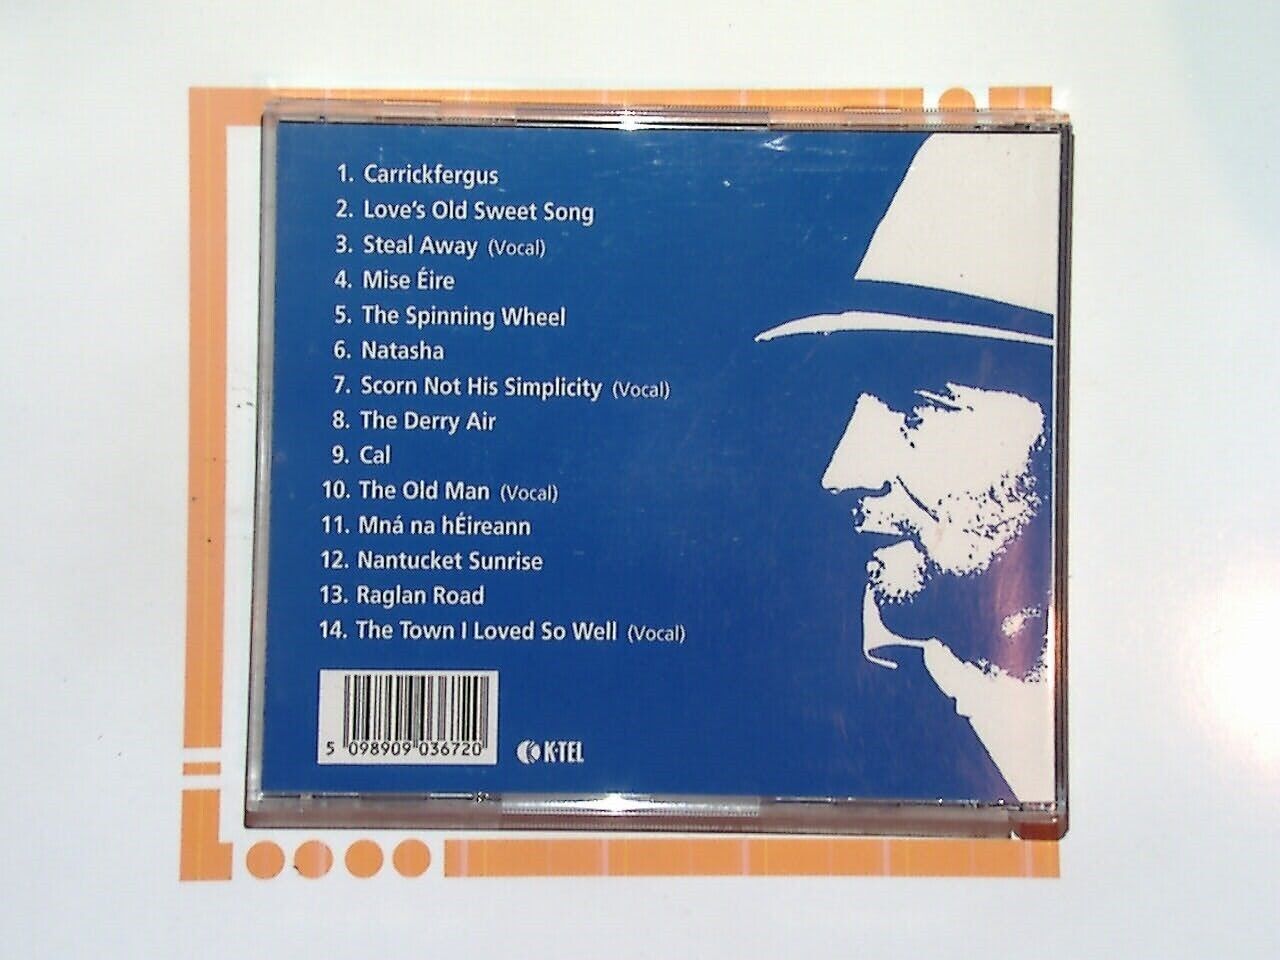 1. Carrickfergus
2. Love's Old Sweet Song
3. Steal Away (Vocal)
4. Mise Éire
5. The Spinning Wheel
6. Natasha
7. Scorn Not His Simplicity (Vocal)
8. The Derry Air
9. Cal
10. The Old Man (Vocal)
11. Mná na hÉireann
12. Nantucket Sunrise
13. Raglan Road
14. The Town I Loved So Well (Vocal)
5 098909 036720
K-TEL